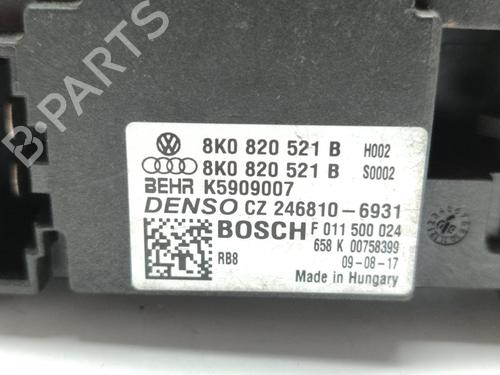 B-PARTS
8K0 820 521 B H002
8K0 820 521 B S0002
BEHR K5909007
DENSO CZ 246810-6931
BOSCH F 011 500 024
658 K 00758399
RB8 09-08-17
Made in Hungary